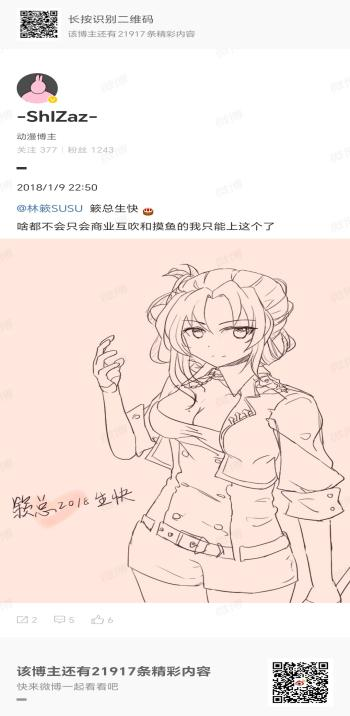 长按识别二维码
该博主还有21917条精彩内容
-ShIZaz-
动漫博主
关注 377 | 粉丝 1243
2018/1/9 22:50
@林簌SUSU 簌总生快
啥都不会只会商业互吹和摸鱼的我只能上这个了
簌总2018生快
2
5
6
该博主还有21917条精彩内容
快来微博一起看看吧